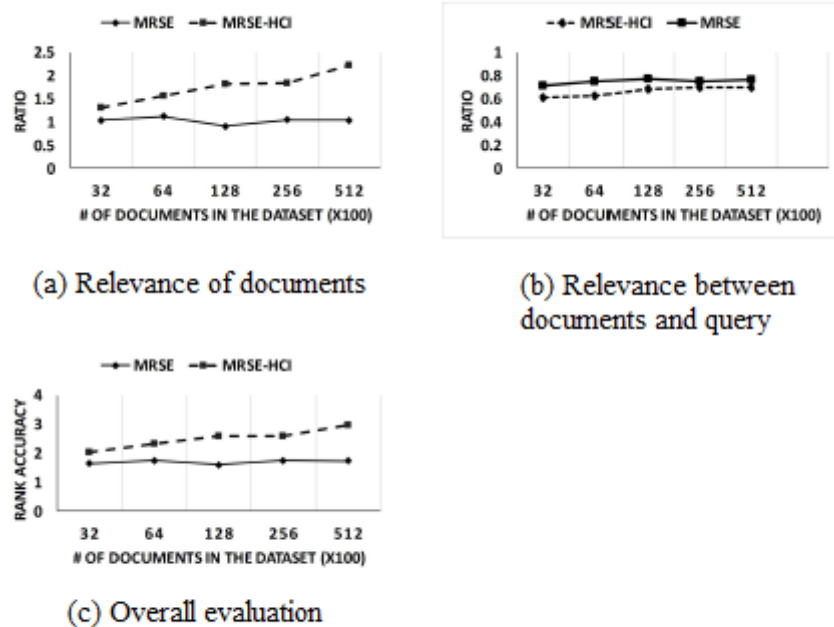 MRSE MRSE-HCI
2.5
2
1.5
1
0.5
0
RATIO
32 64 128 256 512
# OF DOCUMENTS IN THE DATASET (X100)
(a) Relevance of documents
MRSE-HCI MRSE
1
0.8
0.6
0.4
0.2
0
RATIO
32 64 128 256 512
# OF DOCUMENTS IN THE DATASET (X100)
(b) Relevance between
documents and query
MRSE MRSE-HCI
4
3
2
1
0
RANK ACCURACY
32 64 128 256 512
# OF DOCUMENTS IN THE DATASET (X100)
(c) Overall evaluation